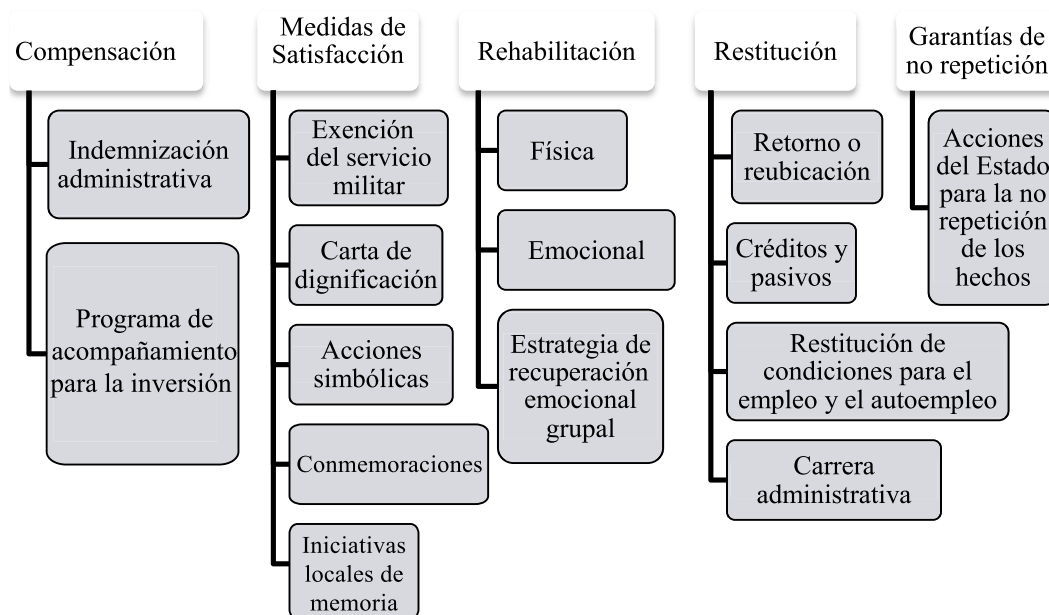 Compensación
Indemnización
administrativa
Programa de
acompañamiento
para la inversión
Medidas de
Satisfacción
Exención
del servicio
militar
Carta de
dignificación
Acciones
simbólicas
Conmemoraciones
Iniciativas
locales de
memoria
Rehabilitación
Física
Emocional
Estrategia de
recuperación
emocional
grupal
Restitución
Retorno o
reubicación
Créditos y
pasivos
Restitución de
condiciones para el
empleo y el autoempleo
Carrera
administrativa
Garantías de
no repetición
Acciones
del Estado
para la no
repetición
de los
hechos